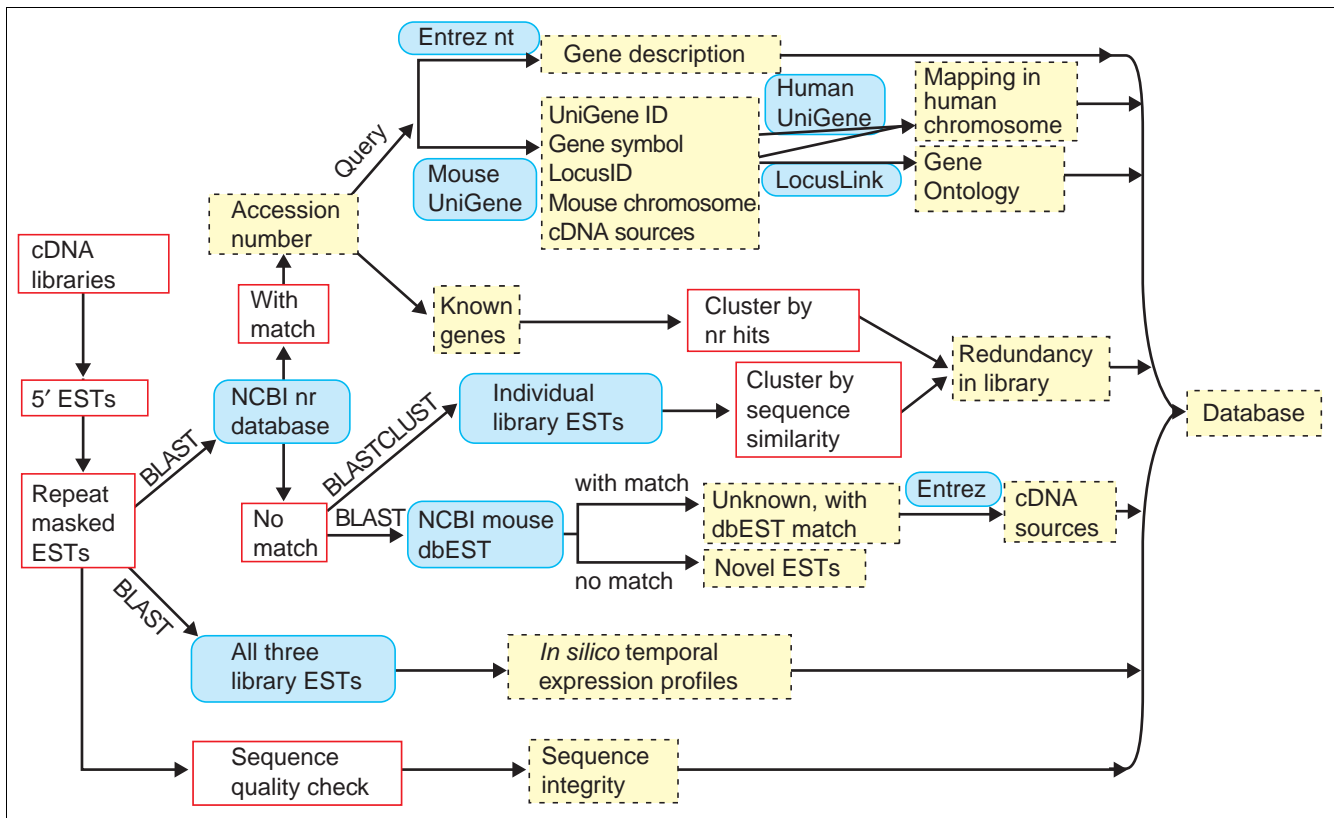 Entrez nt
Gene description
Mapping in
human
chromosome
Human
UniGene
UniGene ID
Gene symbol
LocusID
Mouse chromosome
cDNA sources
Query
Mouse
UniGene
LocusLink
Gene
Ontology
Accession
number
cDNA
libraries
With
match
Known
genes
Cluster by
nr hits
Redundancy
in library
5′ ESTs
NCBI nr
database
BLAST
BLASTCLUST
Individual
library ESTs
Cluster by
sequence
similarity
Database
Repeat
masked
ESTs
No
match
BLAST
NCBI mouse
dbEST
with match
no match
Unknown, with
dbEST match
Entrez
cDNA
sources
Novel ESTs
BLAST
All three
library ESTs
In silico temporal
expression profiles
Sequence
quality check
Sequence
integrity